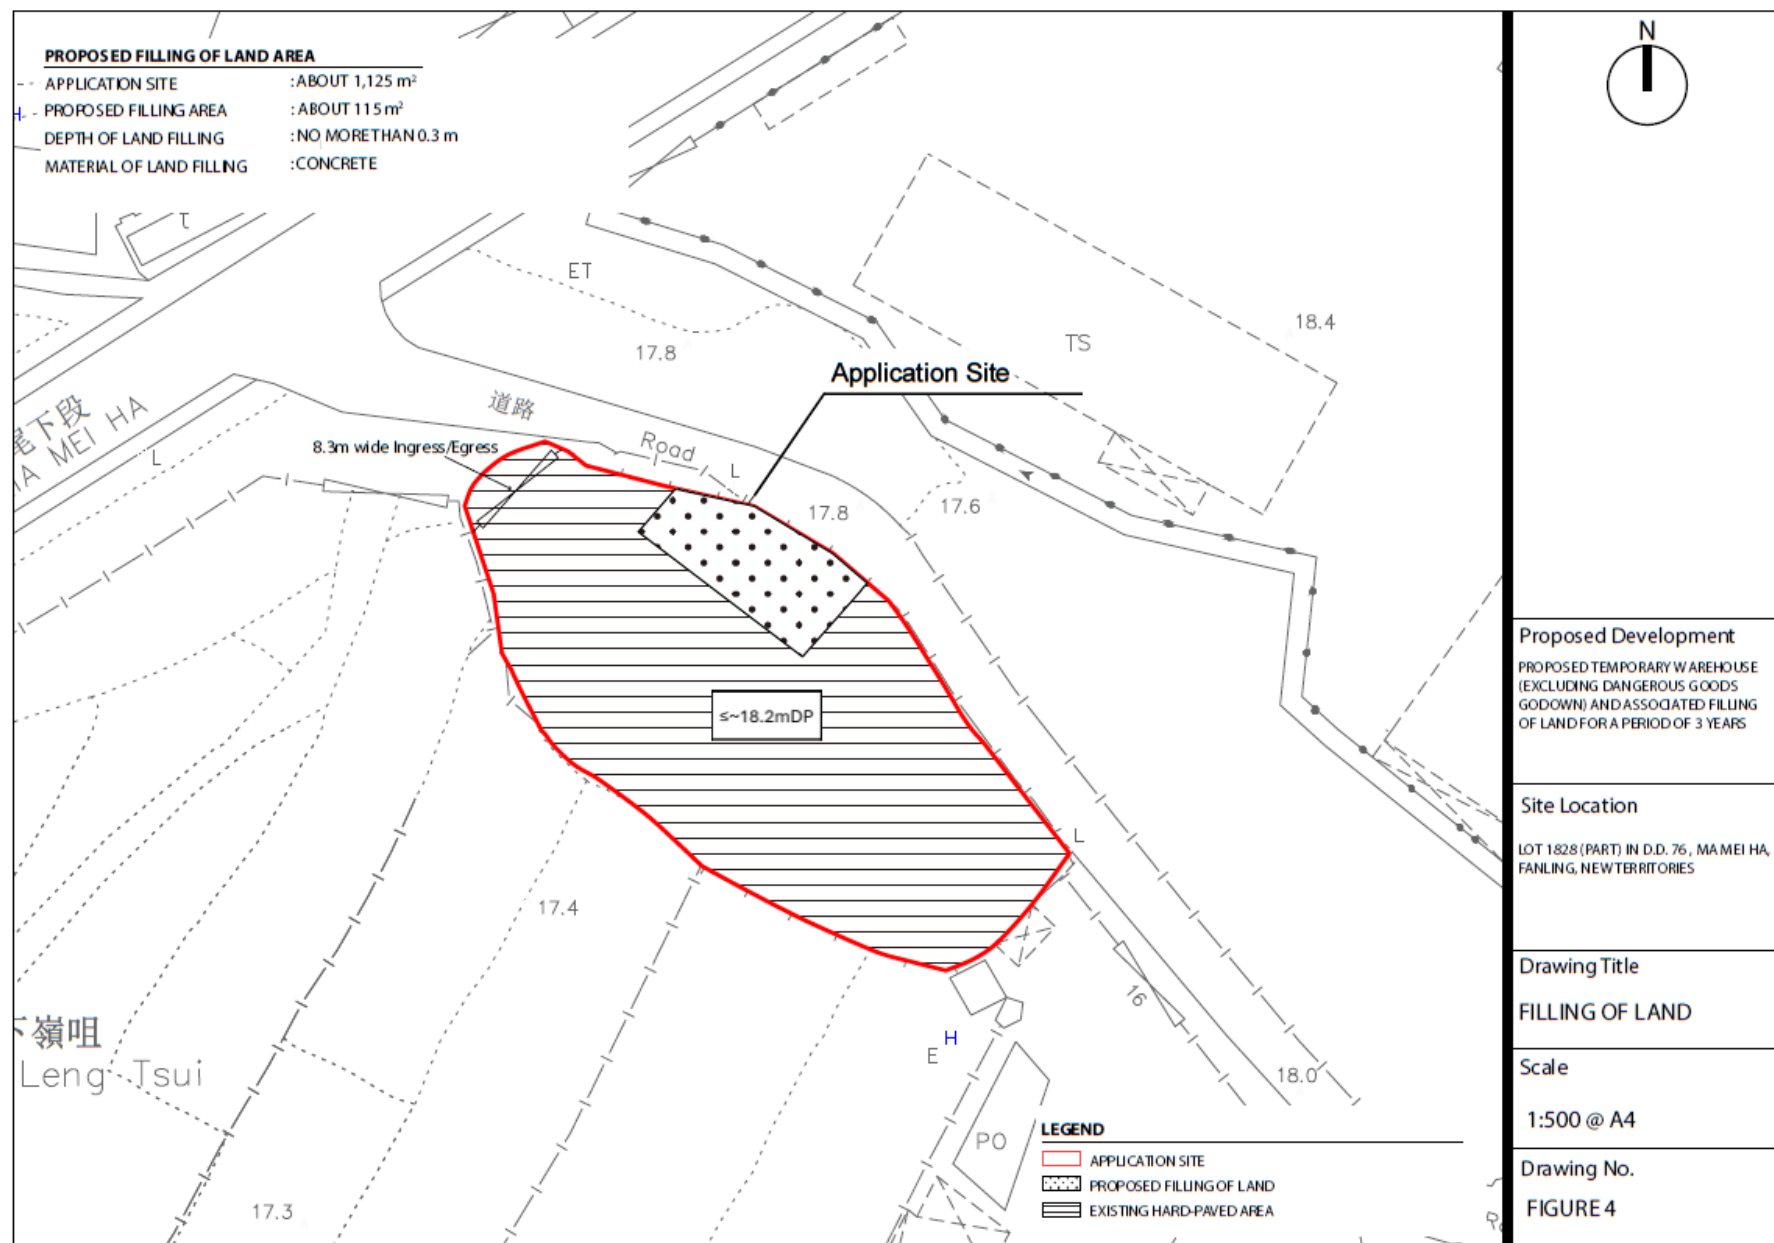 PROPOSED FILLING OF LAND AREA
APPLICATION SITE : ABOUT 1,125 m²
H
PROPOSED FILLING AREA : ABOUT 115 m²
DEPTH OF LAND FILLING : NO MORE THAN 0.3 m
MATERIAL OF LAND FILLING : CONCRETE
N
ET
18.4
TS
17.8
Application Site
道路
Road
尾下段
MEI HA
8.3m wide Ingress/Egress
L
L
17.8
17.6
≤~18.2mDP
L
17.4
16
下嶺咀
Leng Tsui
H
E
18.0
PO
17.3
LEGEND
APPLICATION SITE
PROPOSED FILLING OF LAND
EXISTING HARD-PAVED AREA
Proposed Development
PROPOSED TEMPORARY WAREHOUSE
(EXCLUDING DANGEROUS GOODS
GODOWN) AND ASSOCIATED FILLING
OF LAND FOR A PERIOD OF 3 YEARS
Site Location
LOT 1828 (PART) IN D.D. 76, MA MEI HA,
FANLING, NEW TERRITORIES
Drawing Title
FILLING OF LAND
Scale
1:500 @ A4
Drawing No.
FIGURE 4